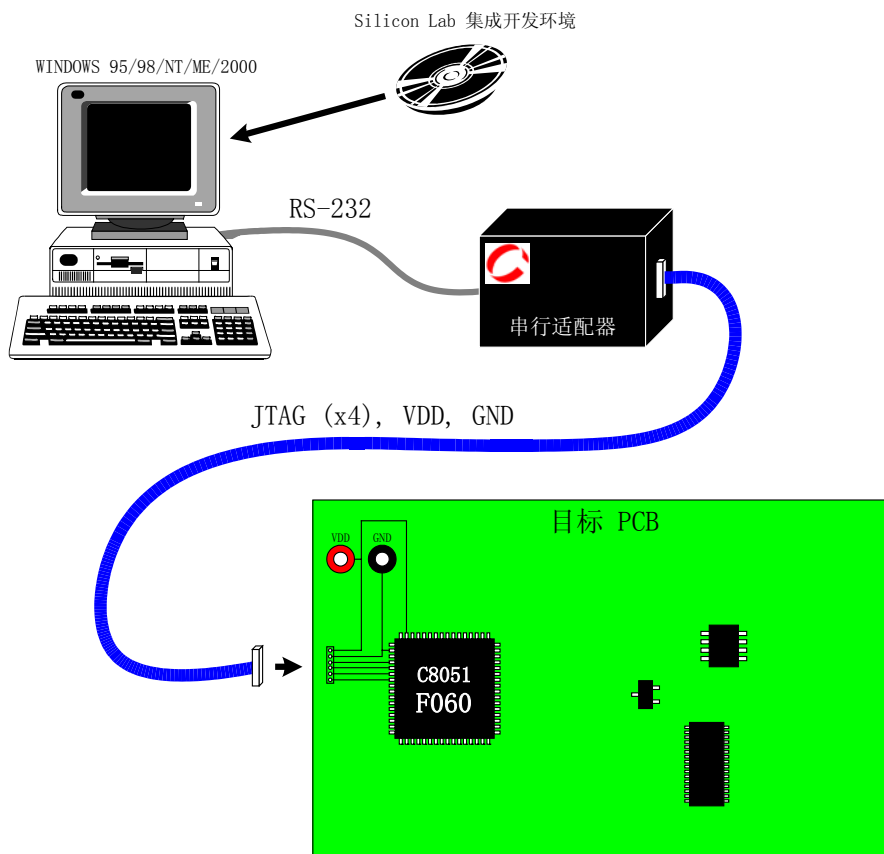 Silicon Lab 集成开发环境
WINDOWS 95/98/NT/ME/2000
RS-232
串行适配器
JTAG (x4), VDD, GND
目标 PCB
VDD
GND
C8051
F060